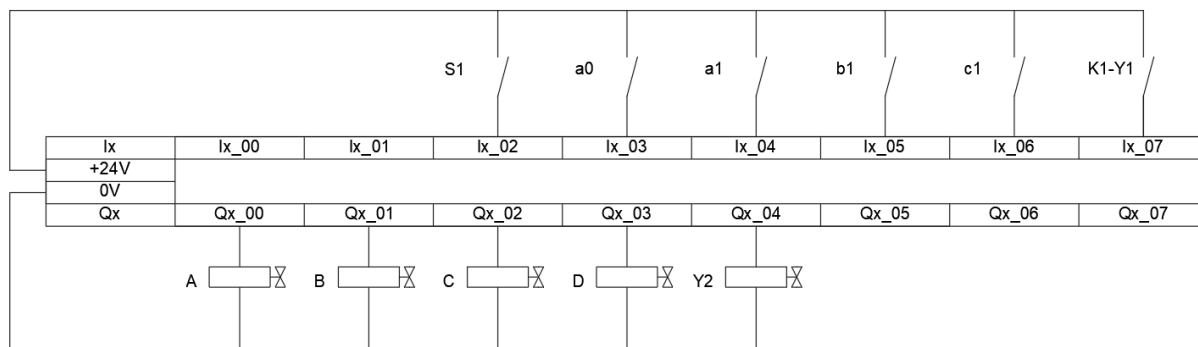 S1 a0 a1 b1 c1 K1-Y1
Ix Ix_00 Ix_01 Ix_02 Ix_03 Ix_04 Ix_05 Ix_06 Ix_07
+24V
0V
Qx Qx_00 Qx_01 Qx_02 Qx_03 Qx_04 Qx_05 Qx_06 Qx_07
A B C D Y2